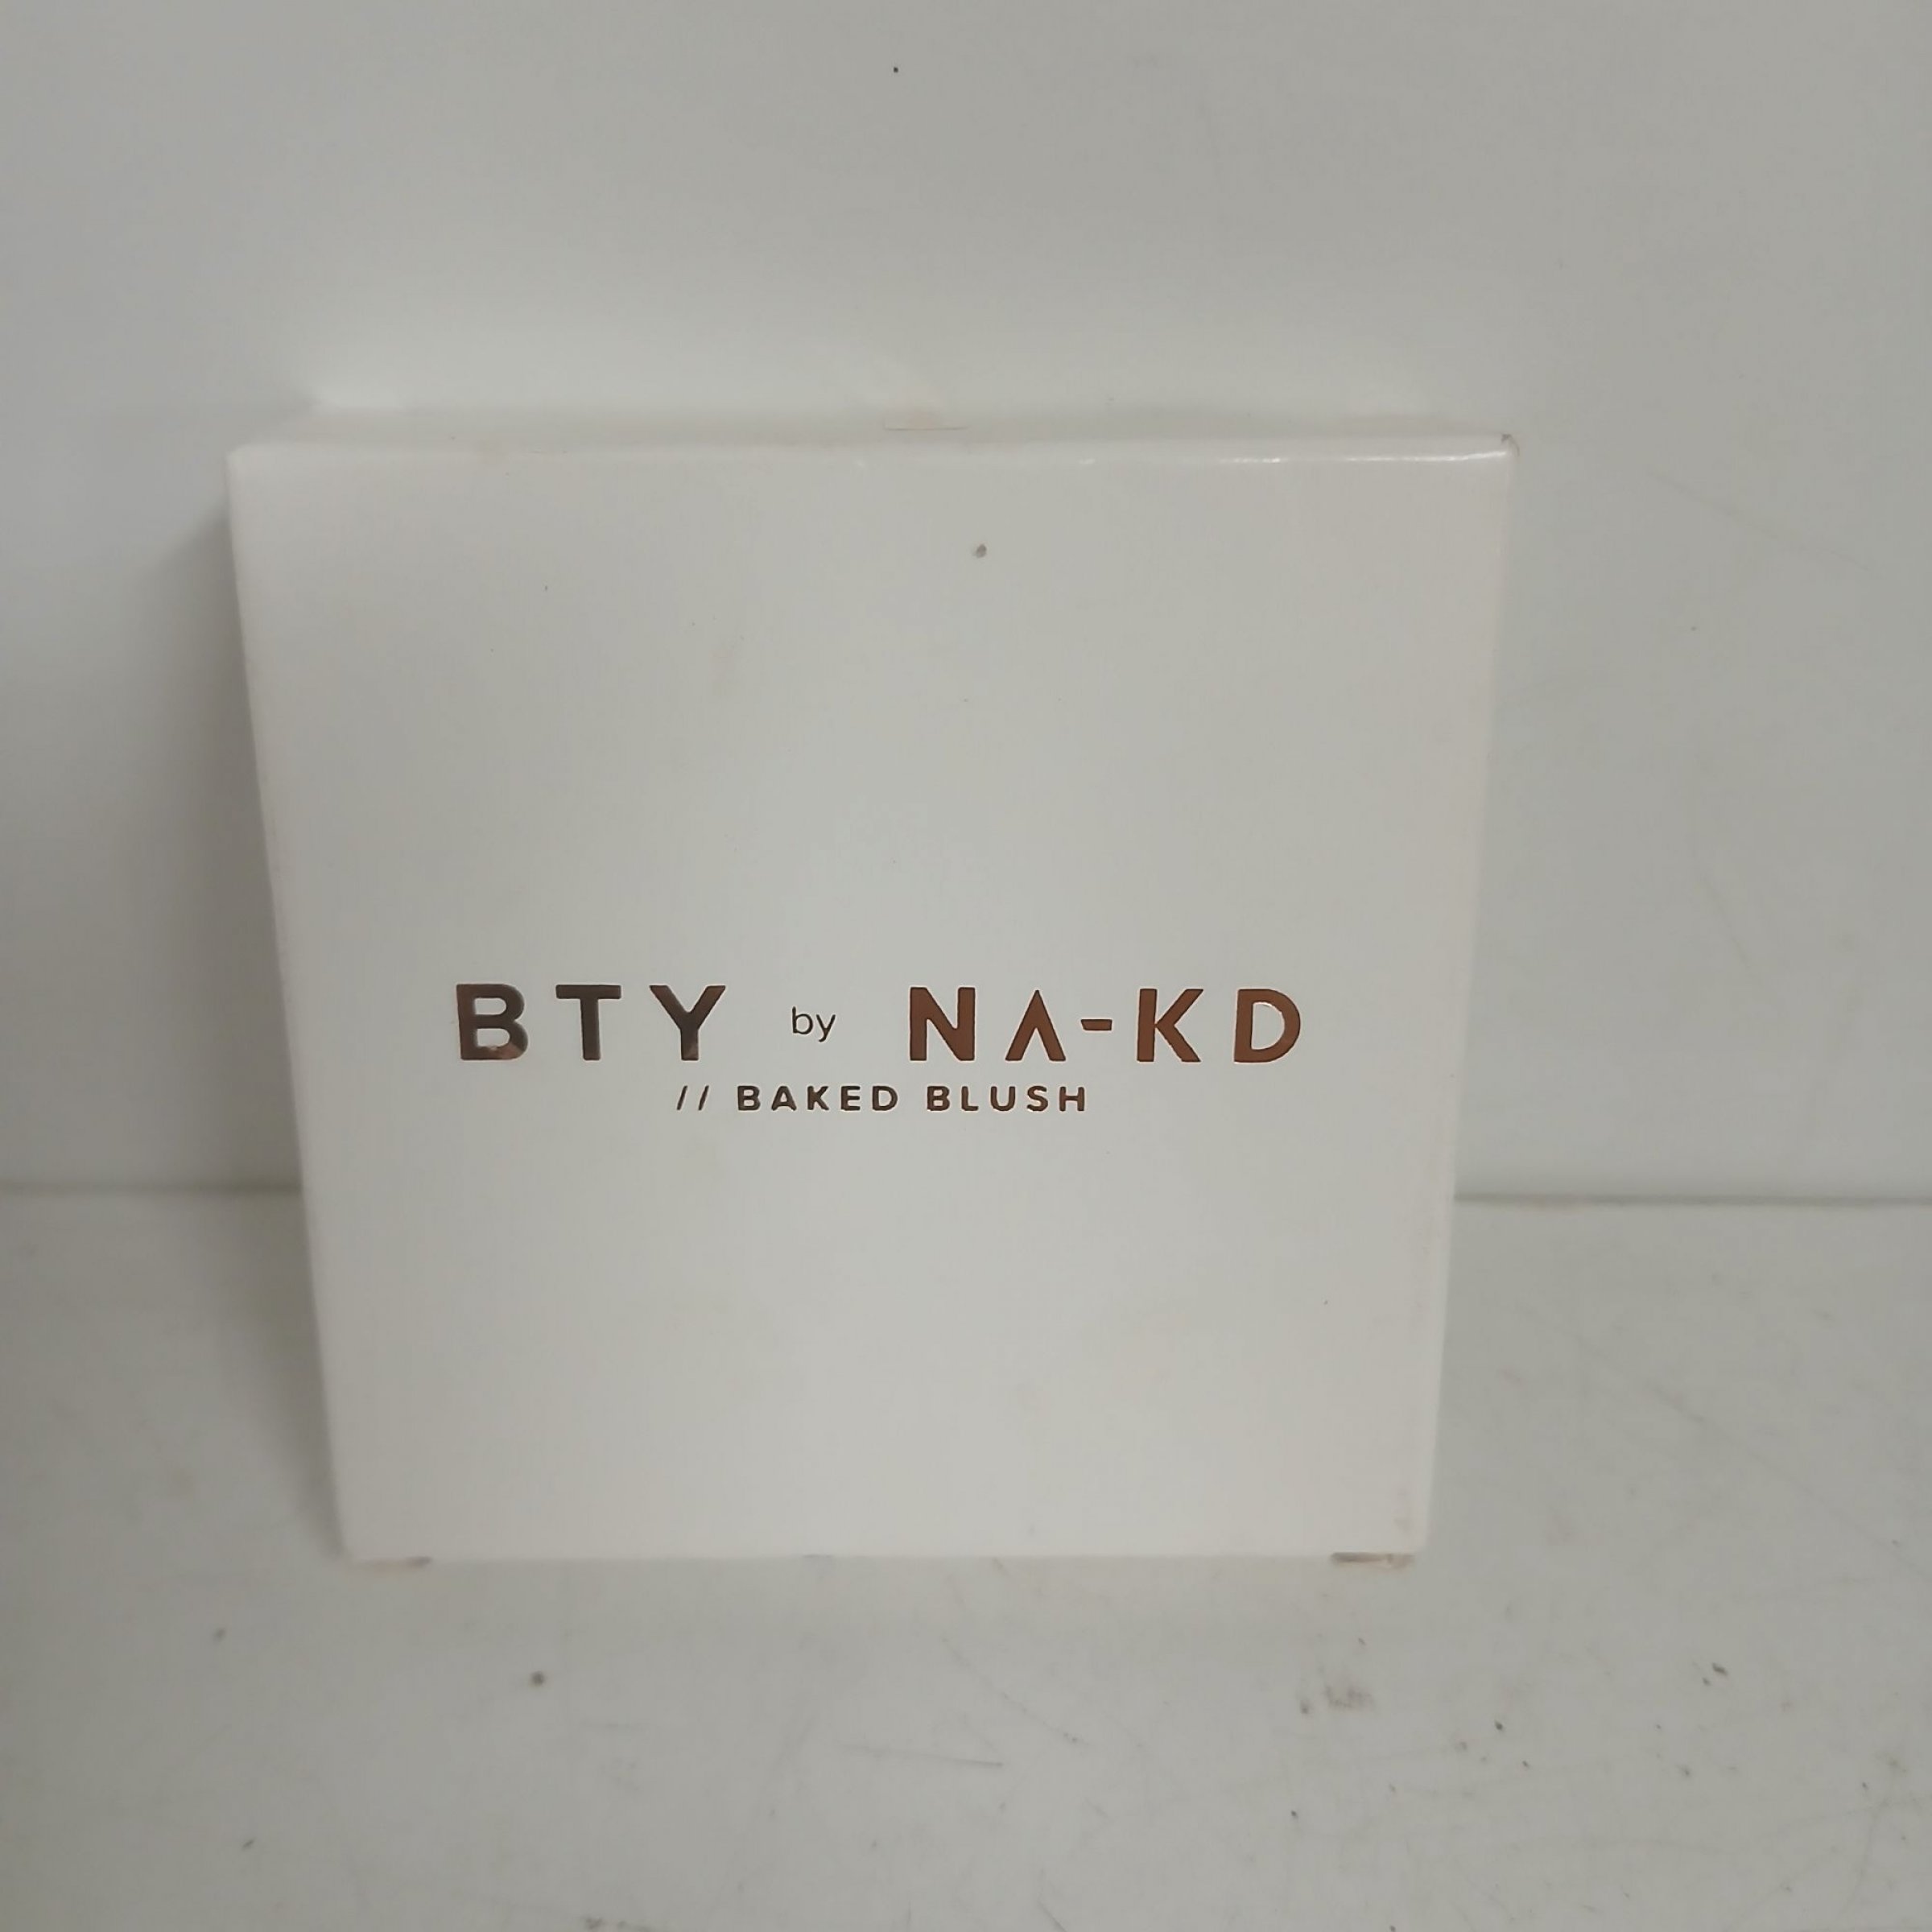 BTY by NA-KD
// BAKED BLUSH